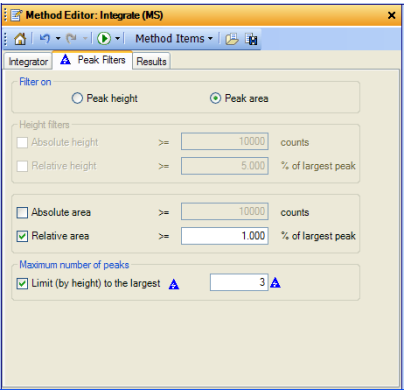 Method Editor: Integrate (MS)
Method Items
Integrator Peak Filters Results
Filter on
Peak height Peak area
Height filters
Absolute height >= 10000 counts
Relative height >= 5.000 % of largest peak
Absolute area >= 10000 counts
Relative area >= 1.000 % of largest peak
Maximum number of peaks
Limit (by height) to the largest 3